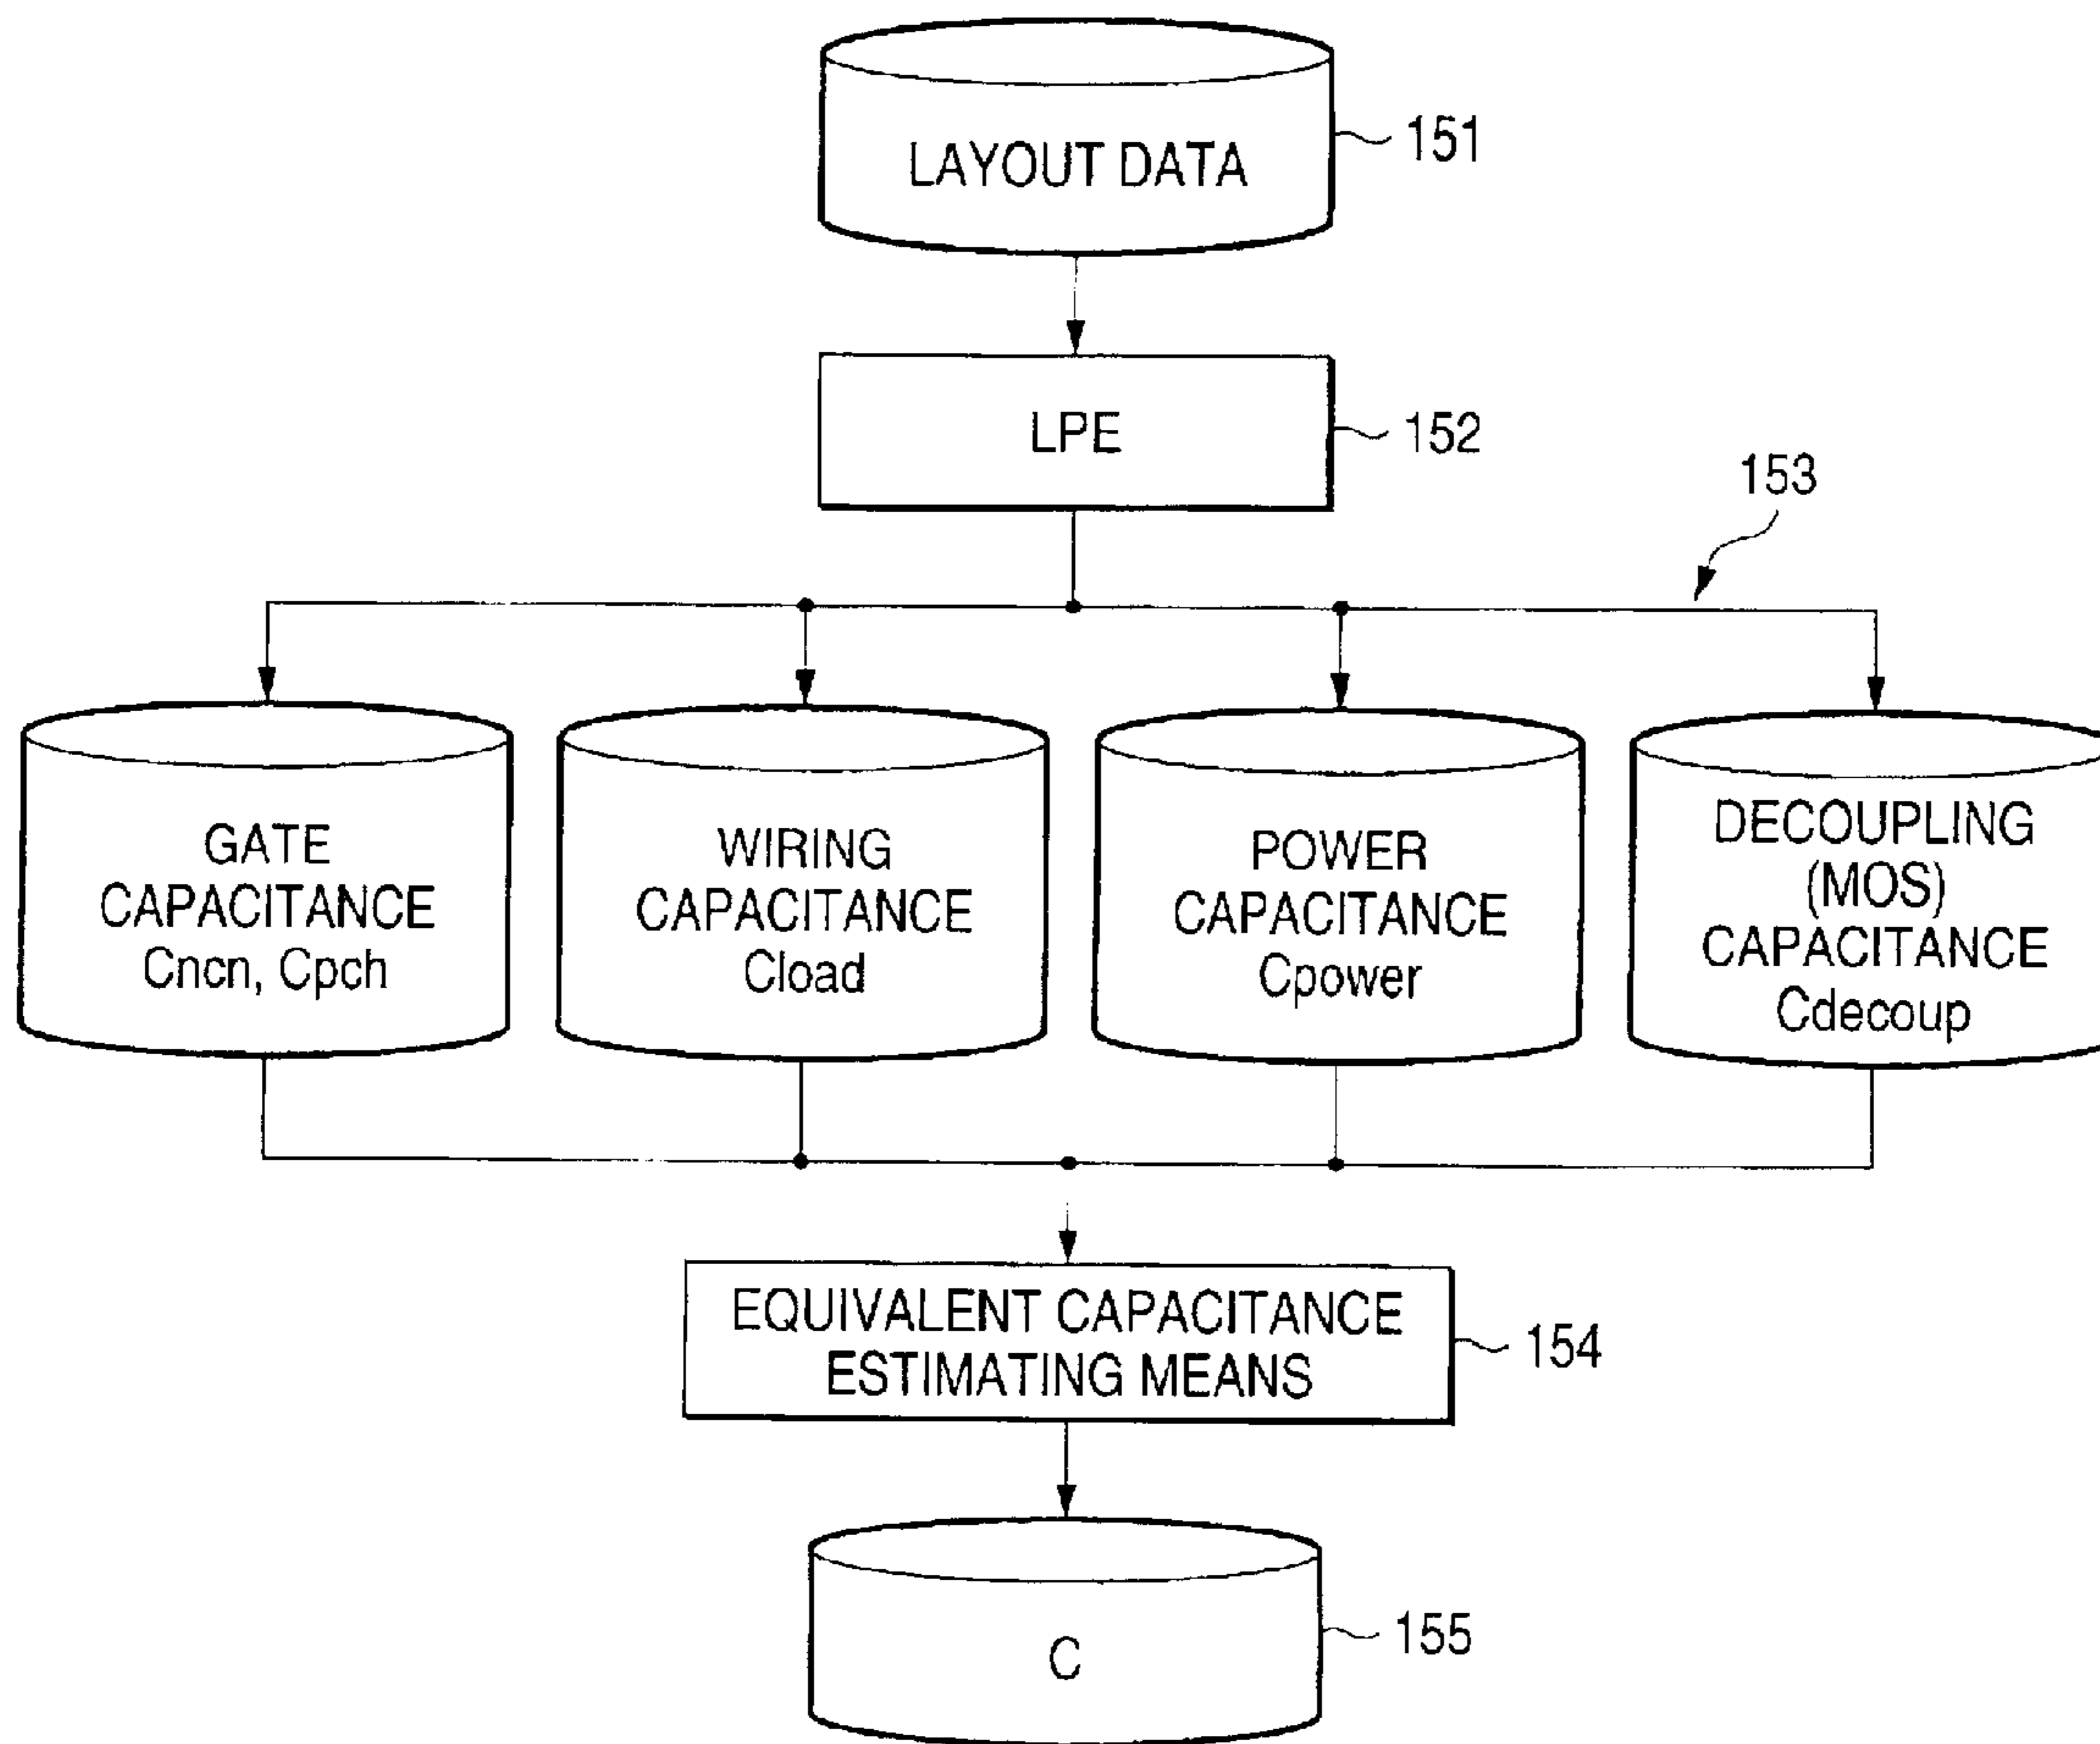 LAYOUT DATA
151
LPE
152
153
GATE
CAPACITANCE
Cncn, Cpch
WIRING
CAPACITANCE
Cload
POWER
CAPACITANCE
Cpower
DECOUPLING
(MOS)
CAPACITANCE
Cdecoup
EQUIVALENT CAPACITANCE
ESTIMATING MEANS
154
C
155